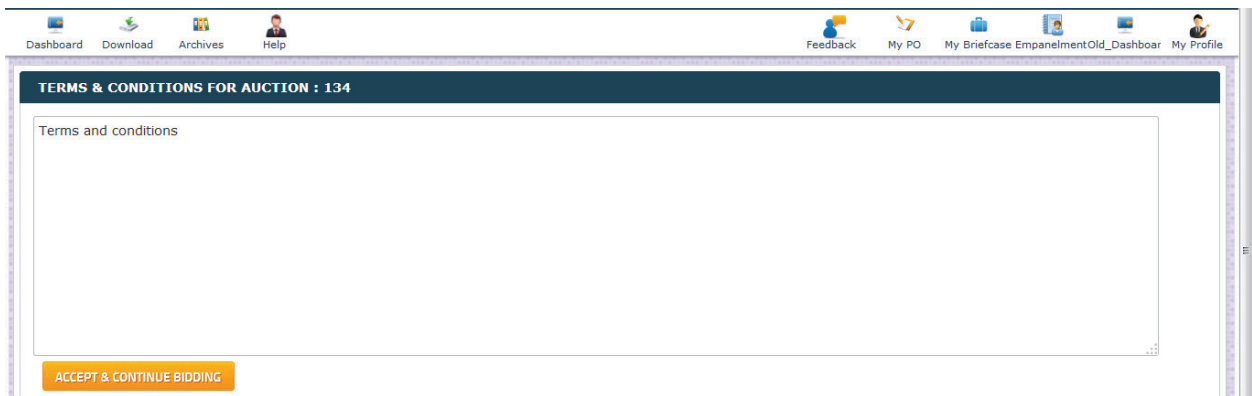 Dashboard Download Archives Help Feedback My PO My Briefcase Empanelment Old_Dashboar My Profile
TERMS & CONDITIONS FOR AUCTION : 134
Terms and conditions
ACCEPT & CONTINUE BIDDING